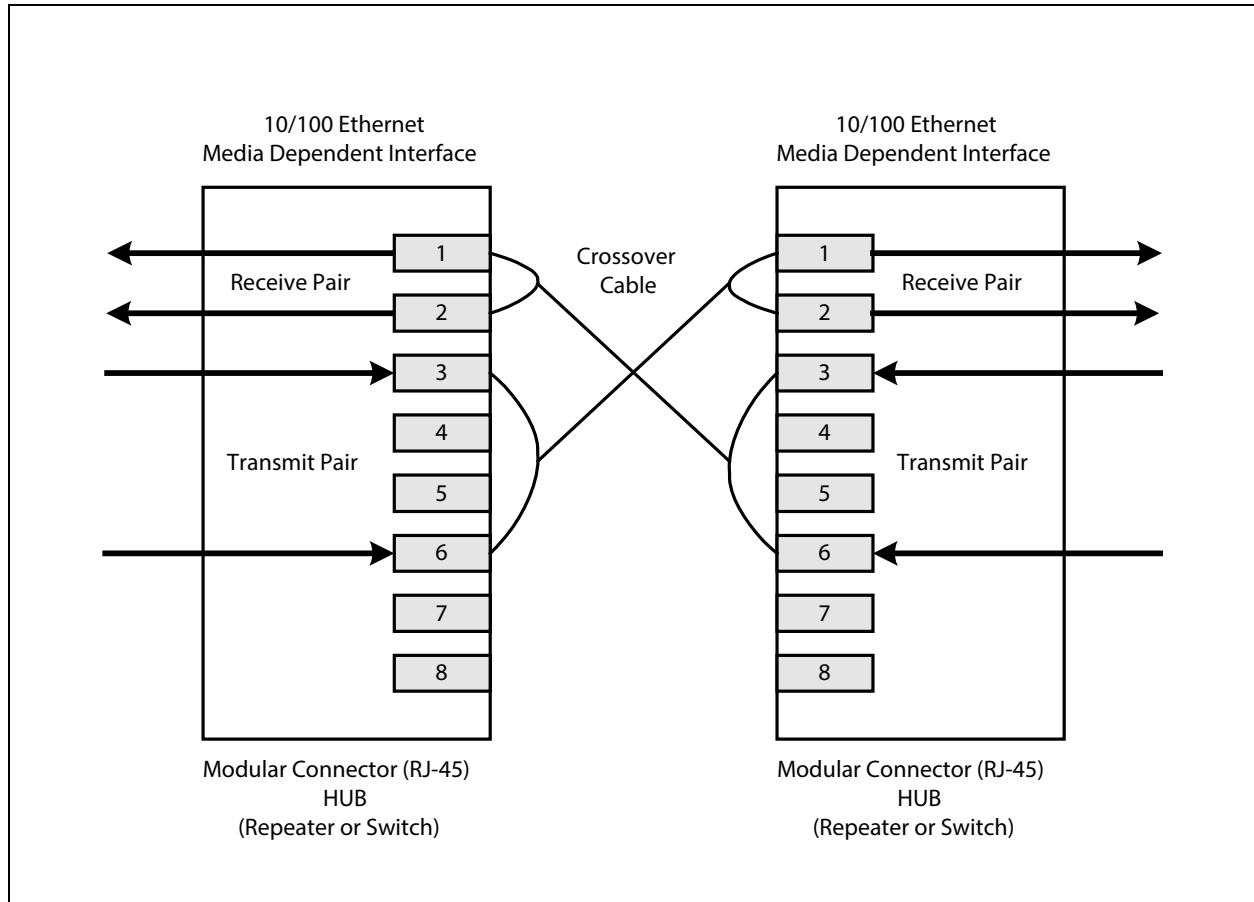 10/100 Ethernet
Media Dependent Interface
10/100 Ethernet
Media Dependent Interface
1
Receive Pair
2
3
4
Transmit Pair
5
6
7
8
Crossover
Cable
1
Receive Pair
2
3
4
Transmit Pair
5
6
7
8
Modular Connector (RJ-45)
HUB
(Repeater or Switch)
Modular Connector (RJ-45)
HUB
(Repeater or Switch)